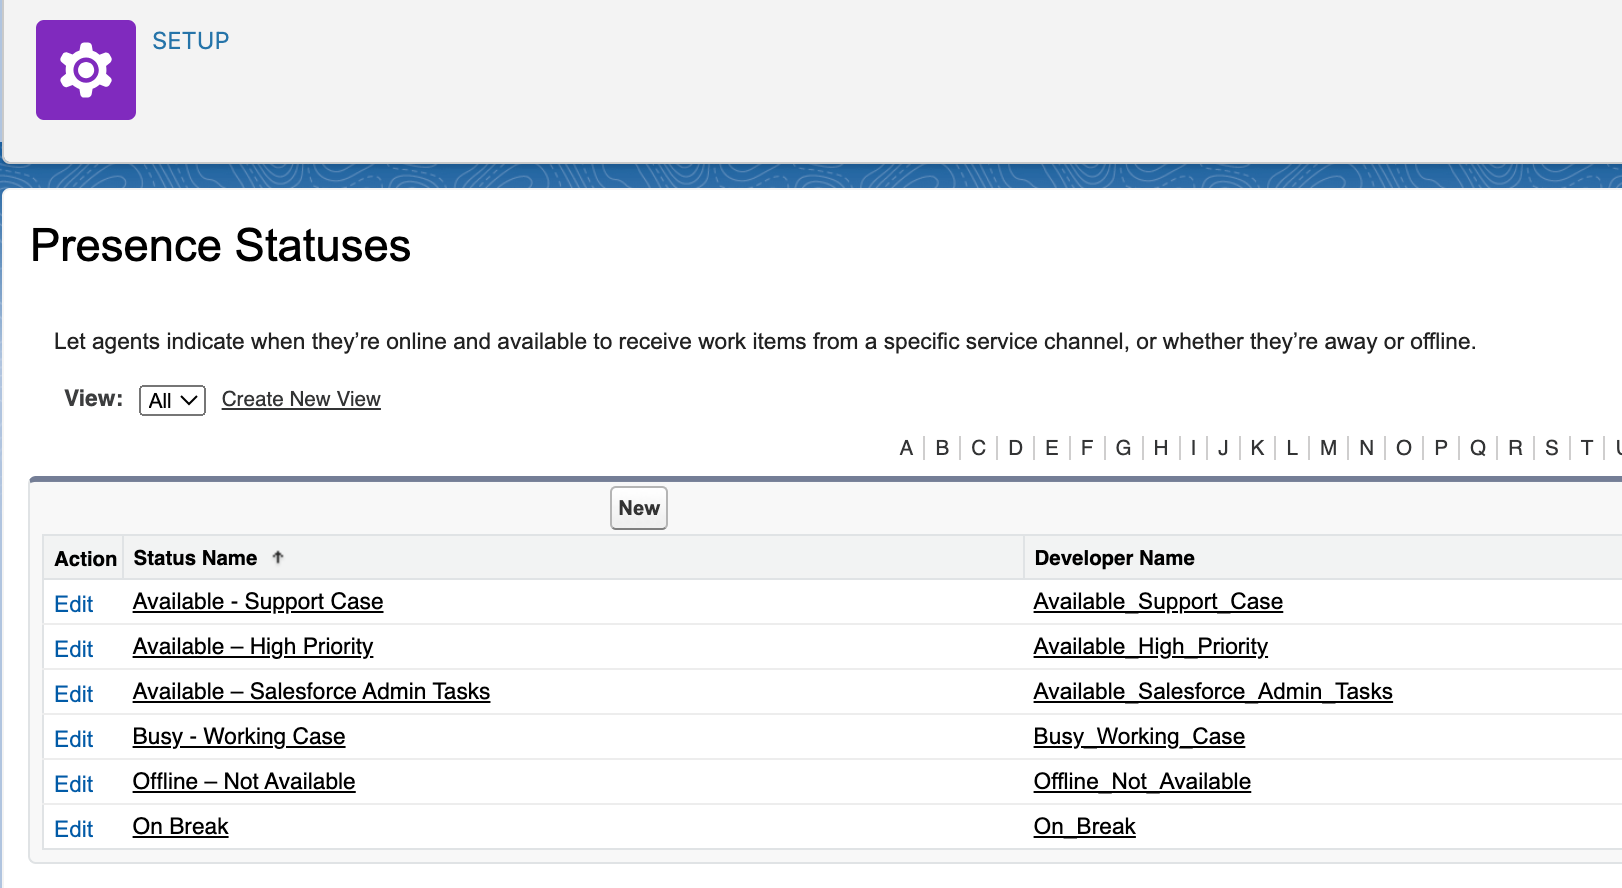 SETUP
Presence Statuses
Let agents indicate when they’re online and available to receive work items from a specific service channel, or whether they’re away or offline.
View: All Create New View
A B C D E F G H I J K L M N O P Q R S T
New
Action Status Name Developer Name
Edit Available - Support Case Available_Support_Case
Edit Available – High Priority Available_High_Priority
Edit Available – Salesforce Admin Tasks Available_Salesforce_Admin_Tasks
Edit Busy - Working Case Busy_Working_Case
Edit Offline – Not Available Offline_Not_Available
Edit On Break On_Break